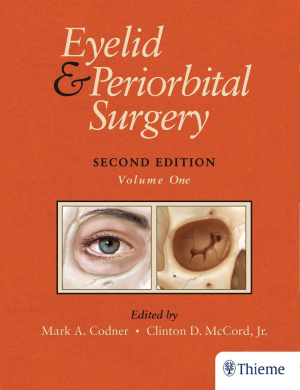 Eyelid
& Periorbital
Surgery
SECOND EDITION
Volume One
Edited by
Mark A. Codner • Clinton D. McCord, Jr.
Thieme